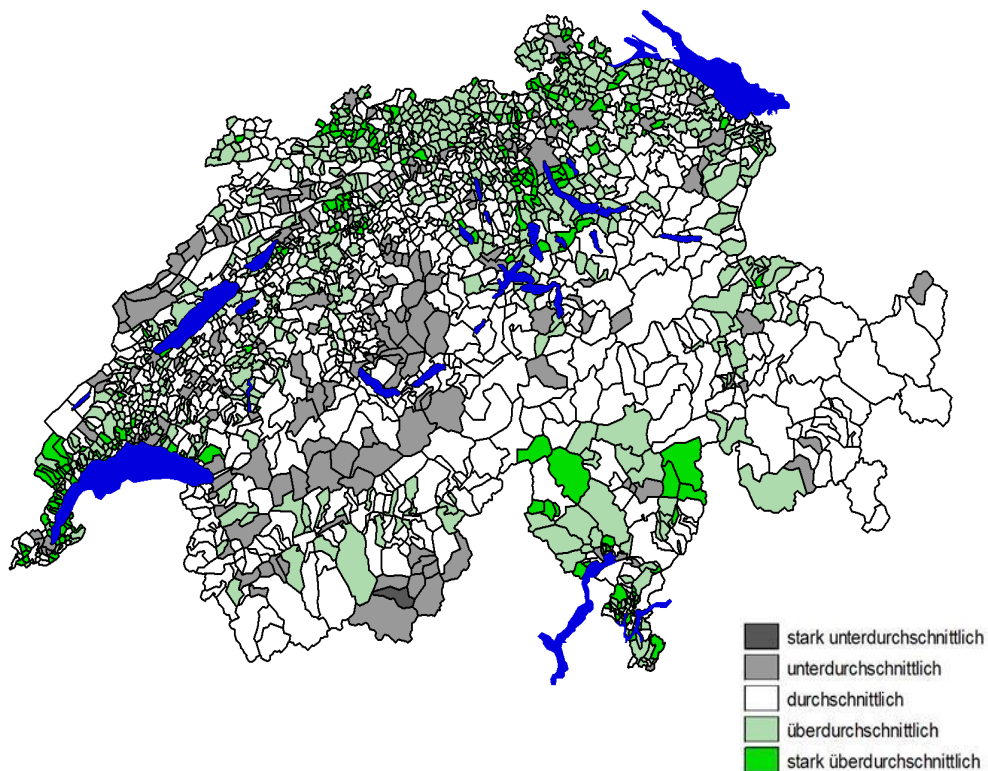 stark unterdurchschnittlich
unterdurchschnittlich
durchschnittlich
überdurchschnittlich
stark überdurchschnittlich